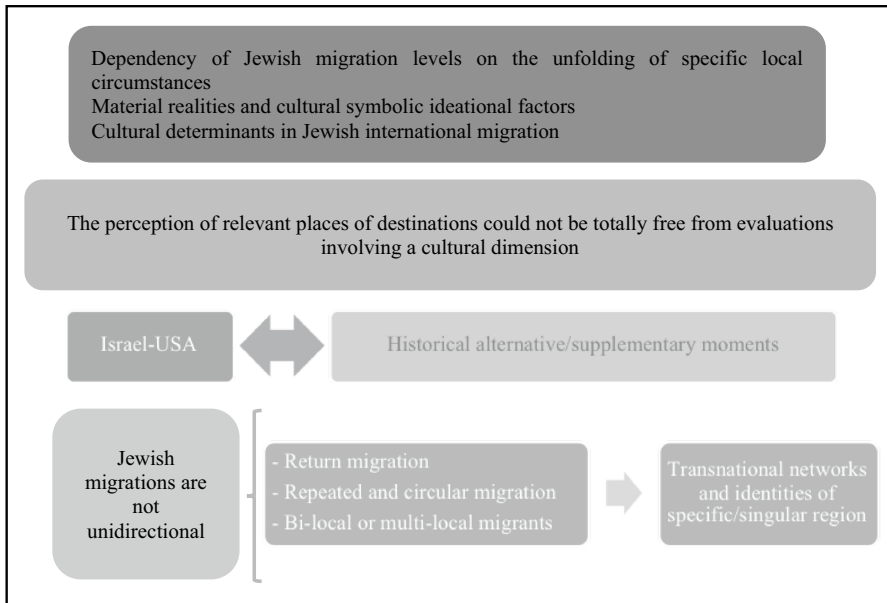 Dependency of Jewish migration levels on the unfolding of specific local
circumstances
Material realities and cultural symbolic ideational factors
Cultural determinants in Jewish international migration
The perception of relevant places of destinations could not be totally free from evaluations
involving a cultural dimension
Israel-USA
Historical alternative/supplementary moments
Jewish
migrations are
not
unidirectional
- Return migration
- Repeated and circular migration
- Bi-local or multi-local migrants
Transnational networks
and identities of
specific/singular region